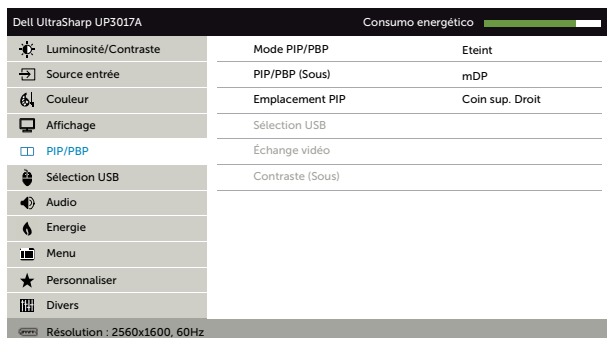 Dell UltraSharp UP3017A Consumo energético
Luminosité/Contraste Mode PIP/PBP Eteint
Source entrée PIP/PBP (Sous) mDP
Couleur Emplacement PIP Coin sup. Droit
Affichage Sélection USB
PIP/PBP Échange vidéo
Sélection USB Contraste (Sous)
Audio
Energie
Menu
Personnaliser
Divers
Résolution : 2560x1600, 60Hz